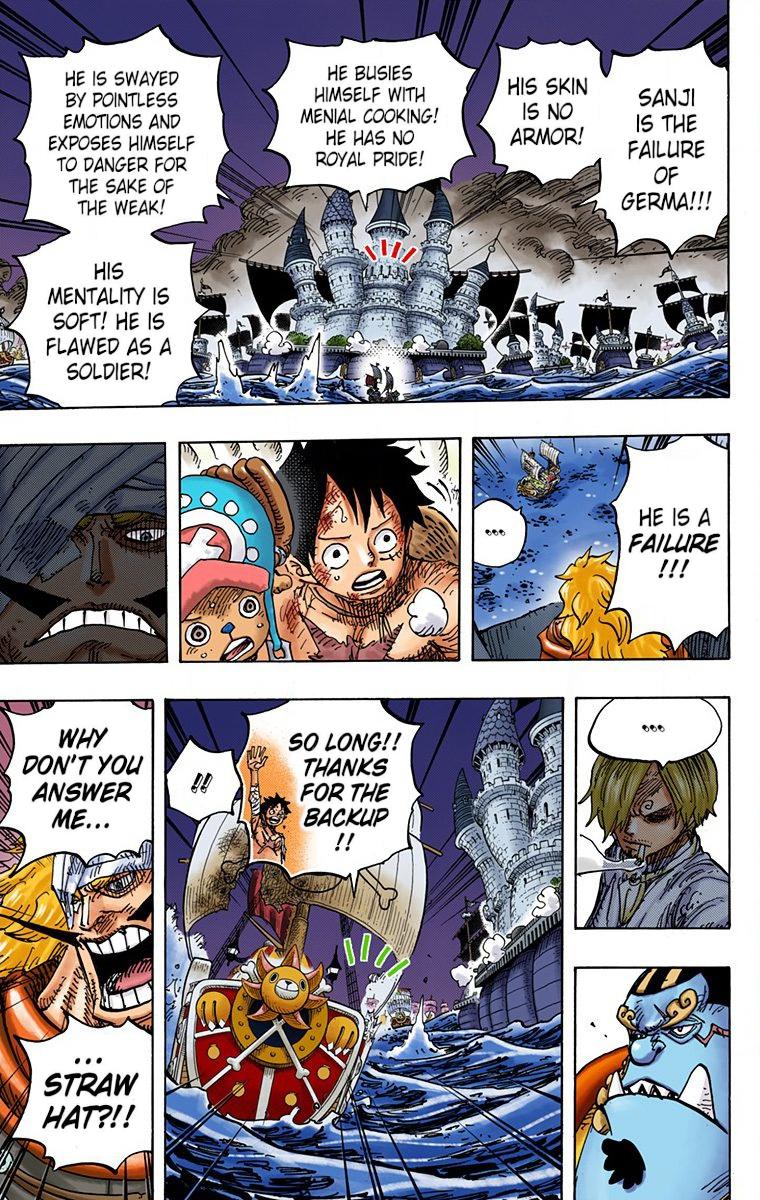 SANJI
IS THE
FAILURE
OF
GERMA!!!
HIS SKIN
IS NO
ARMOR!
HE BUSIES
HIMSELF WITH
MENIAL COOKING!
HE HAS NO
ROYAL PRIDE!
HE IS SWAYED
BY POINTLESS
EMOTIONS AND
EXPOSES HIMSELF
TO DANGER FOR
THE SAKE OF
THE WEAK!
HIS
MENTALITY IS
SOFT! HE IS
FLAWED AS A
SOLDIER!
HE IS A
FAILURE
!!!
...
...
SO LONG!!
THANKS
FOR THE
BACKUP
!!
!!
WHY
DON'T YOU
ANSWER
ME...
...
STRAW
HAT?!!